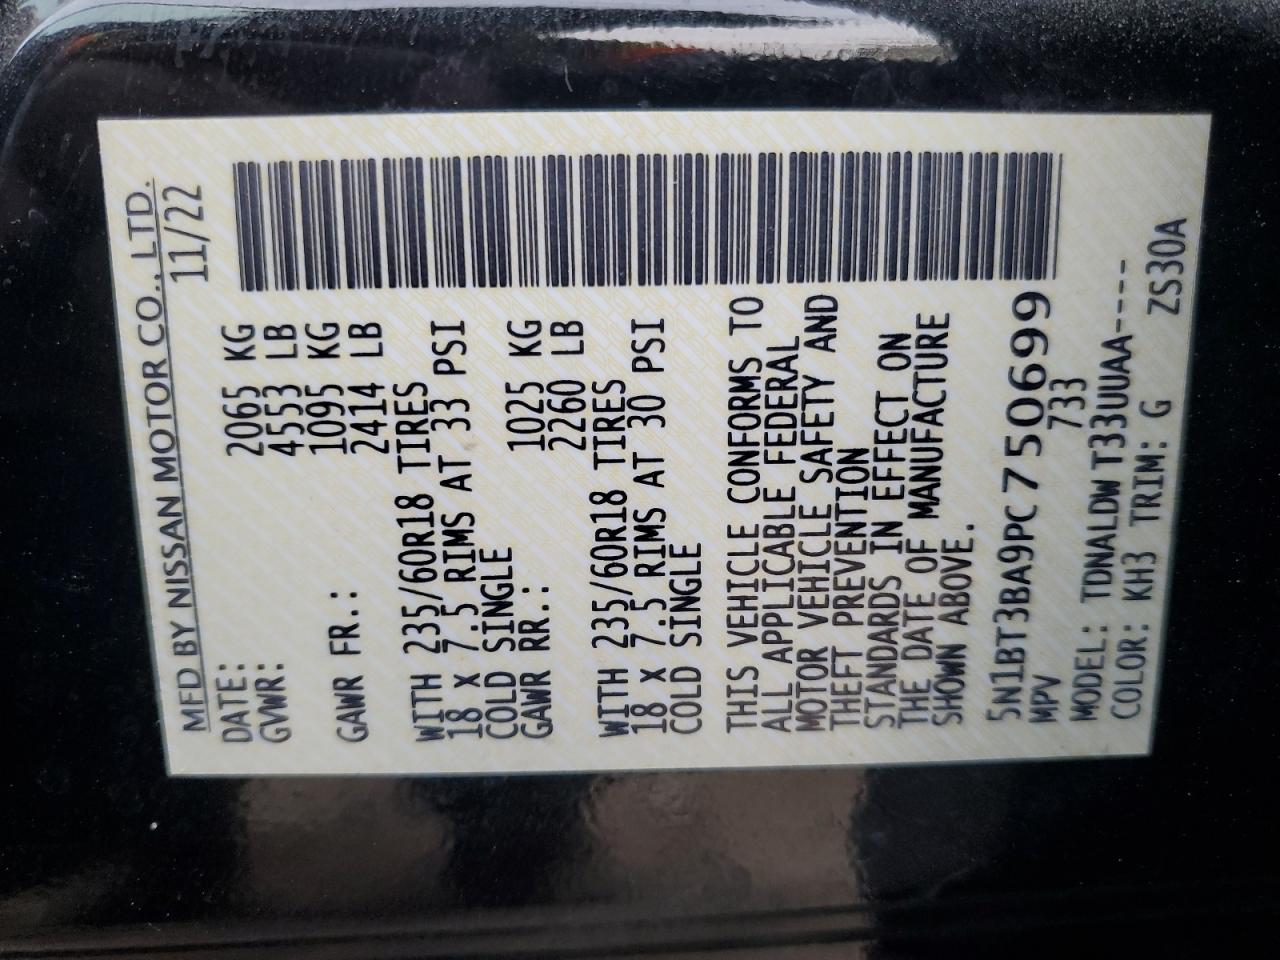 MFD BY NISSAN MOTOR CO., LTD.
DATE: 11/22
GVWR: 2065 KG
4553 LB
GAWR FR.: 1095 KG
2414 LB
WITH 235/60R18 TIRES
18 X 7.5 RIMS AT 33 PSI
COLD SINGLE
GAWR RR.: 1025 KG
2260 LB
WITH 235/60R18 TIRES
18 X 7.5 RIMS AT 30 PSI
COLD SINGLE
THIS VEHICLE CONFORMS TO
ALL APPLICABLE FEDERAL
MOTOR VEHICLE SAFETY AND
THEFT PREVENTION
STANDARDS IN EFFECT ON
THE DATE OF MANUFACTURE
SHOWN ABOVE.
5N1BT3BA9PC750699
MPV 733
MODEL: TDNALDW T33UUAA----
COLOR: KH3 TRIM: G ZS30A